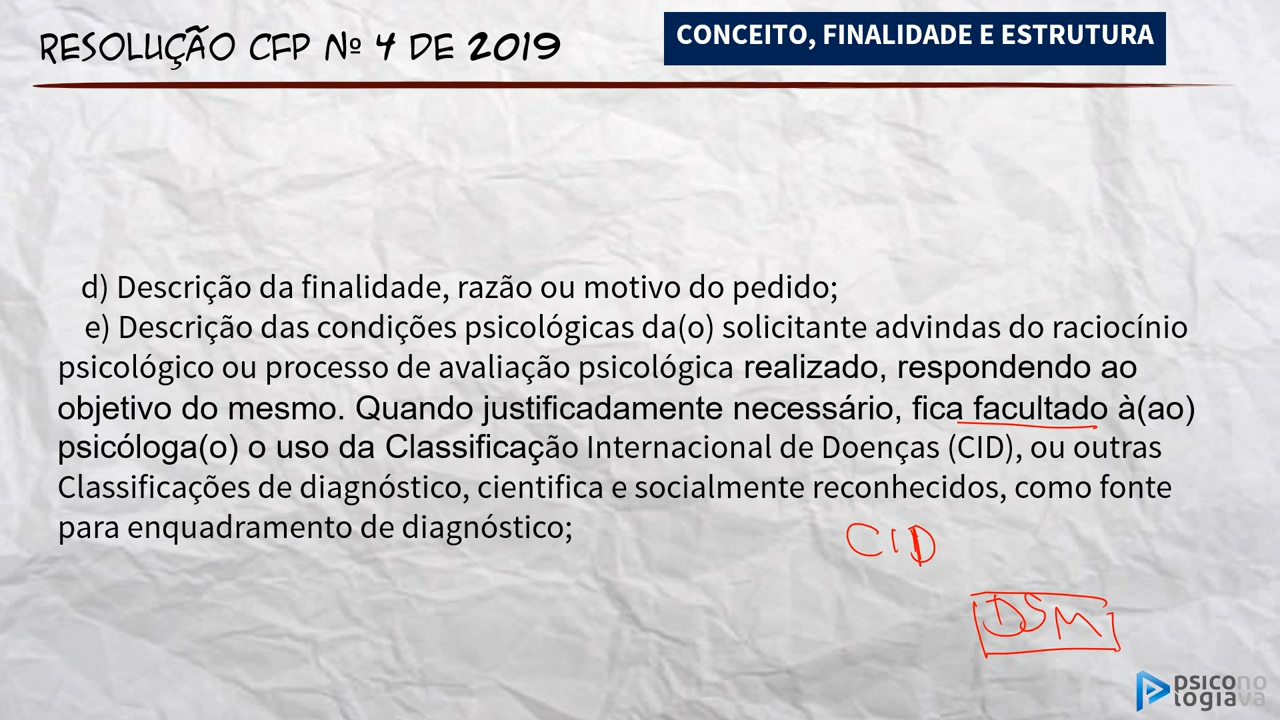 RESOLUÇÃO CFP Nº 4 DE 2019
CONCEITO, FINALIDADE E ESTRUTURA
d) Descrição da finalidade, razão ou motivo do pedido;
e) Descrição das condições psicológicas da(o) solicitante advindas do raciocínio
psicológico ou processo de avaliação psicológica realizado, respondendo ao
objetivo do mesmo. Quando justificadamente necessário, fica facultado à(ao)
psicóloga(o) o uso da Classificação Internacional de Doenças (CID), ou outras
Classificações de diagnóstico, cientifica e socialmente reconhecidos, como fonte
para enquadramento de diagnóstico;
CID
DSM
psicono
logiava